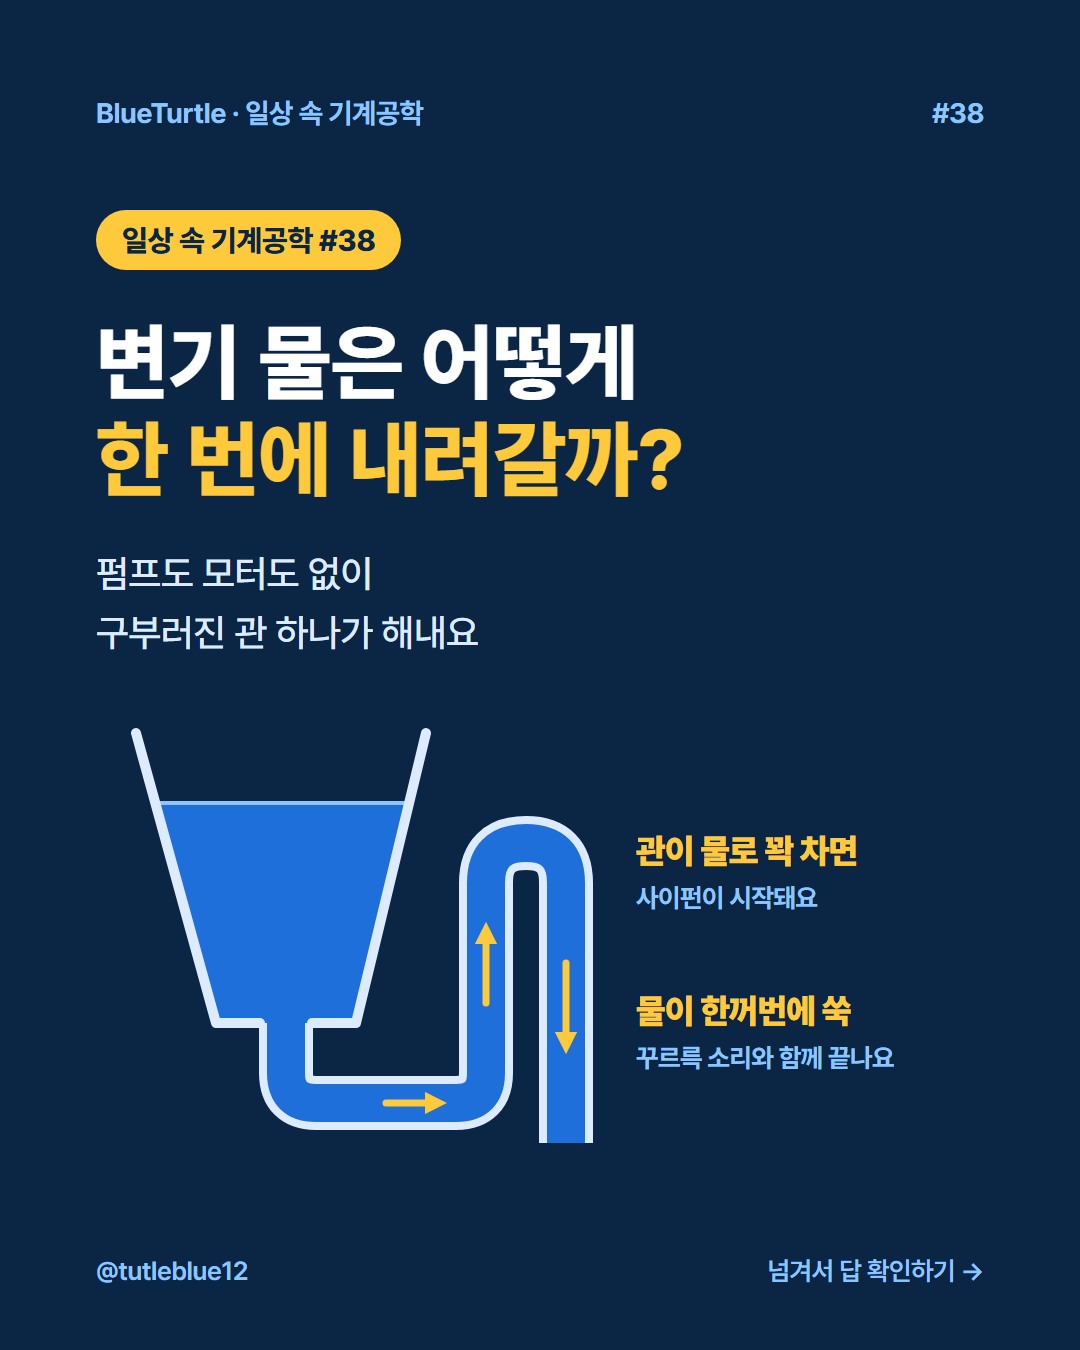 BlueTurtle · 일상 속 기계공학
#38
일상 속 기계공학 #38
변기 물은 어떻게
한 번에 내려갈까?
펌프도 모터도 없이
구부러진 관 하나가 해내요
관이 물로 꽉 차면
사이펀이 시작돼요
물이 한꺼번에 쑥
꾸르륵 소리와 함께 끝나요
@tutleblue12
넘겨서 답 확인하기 →